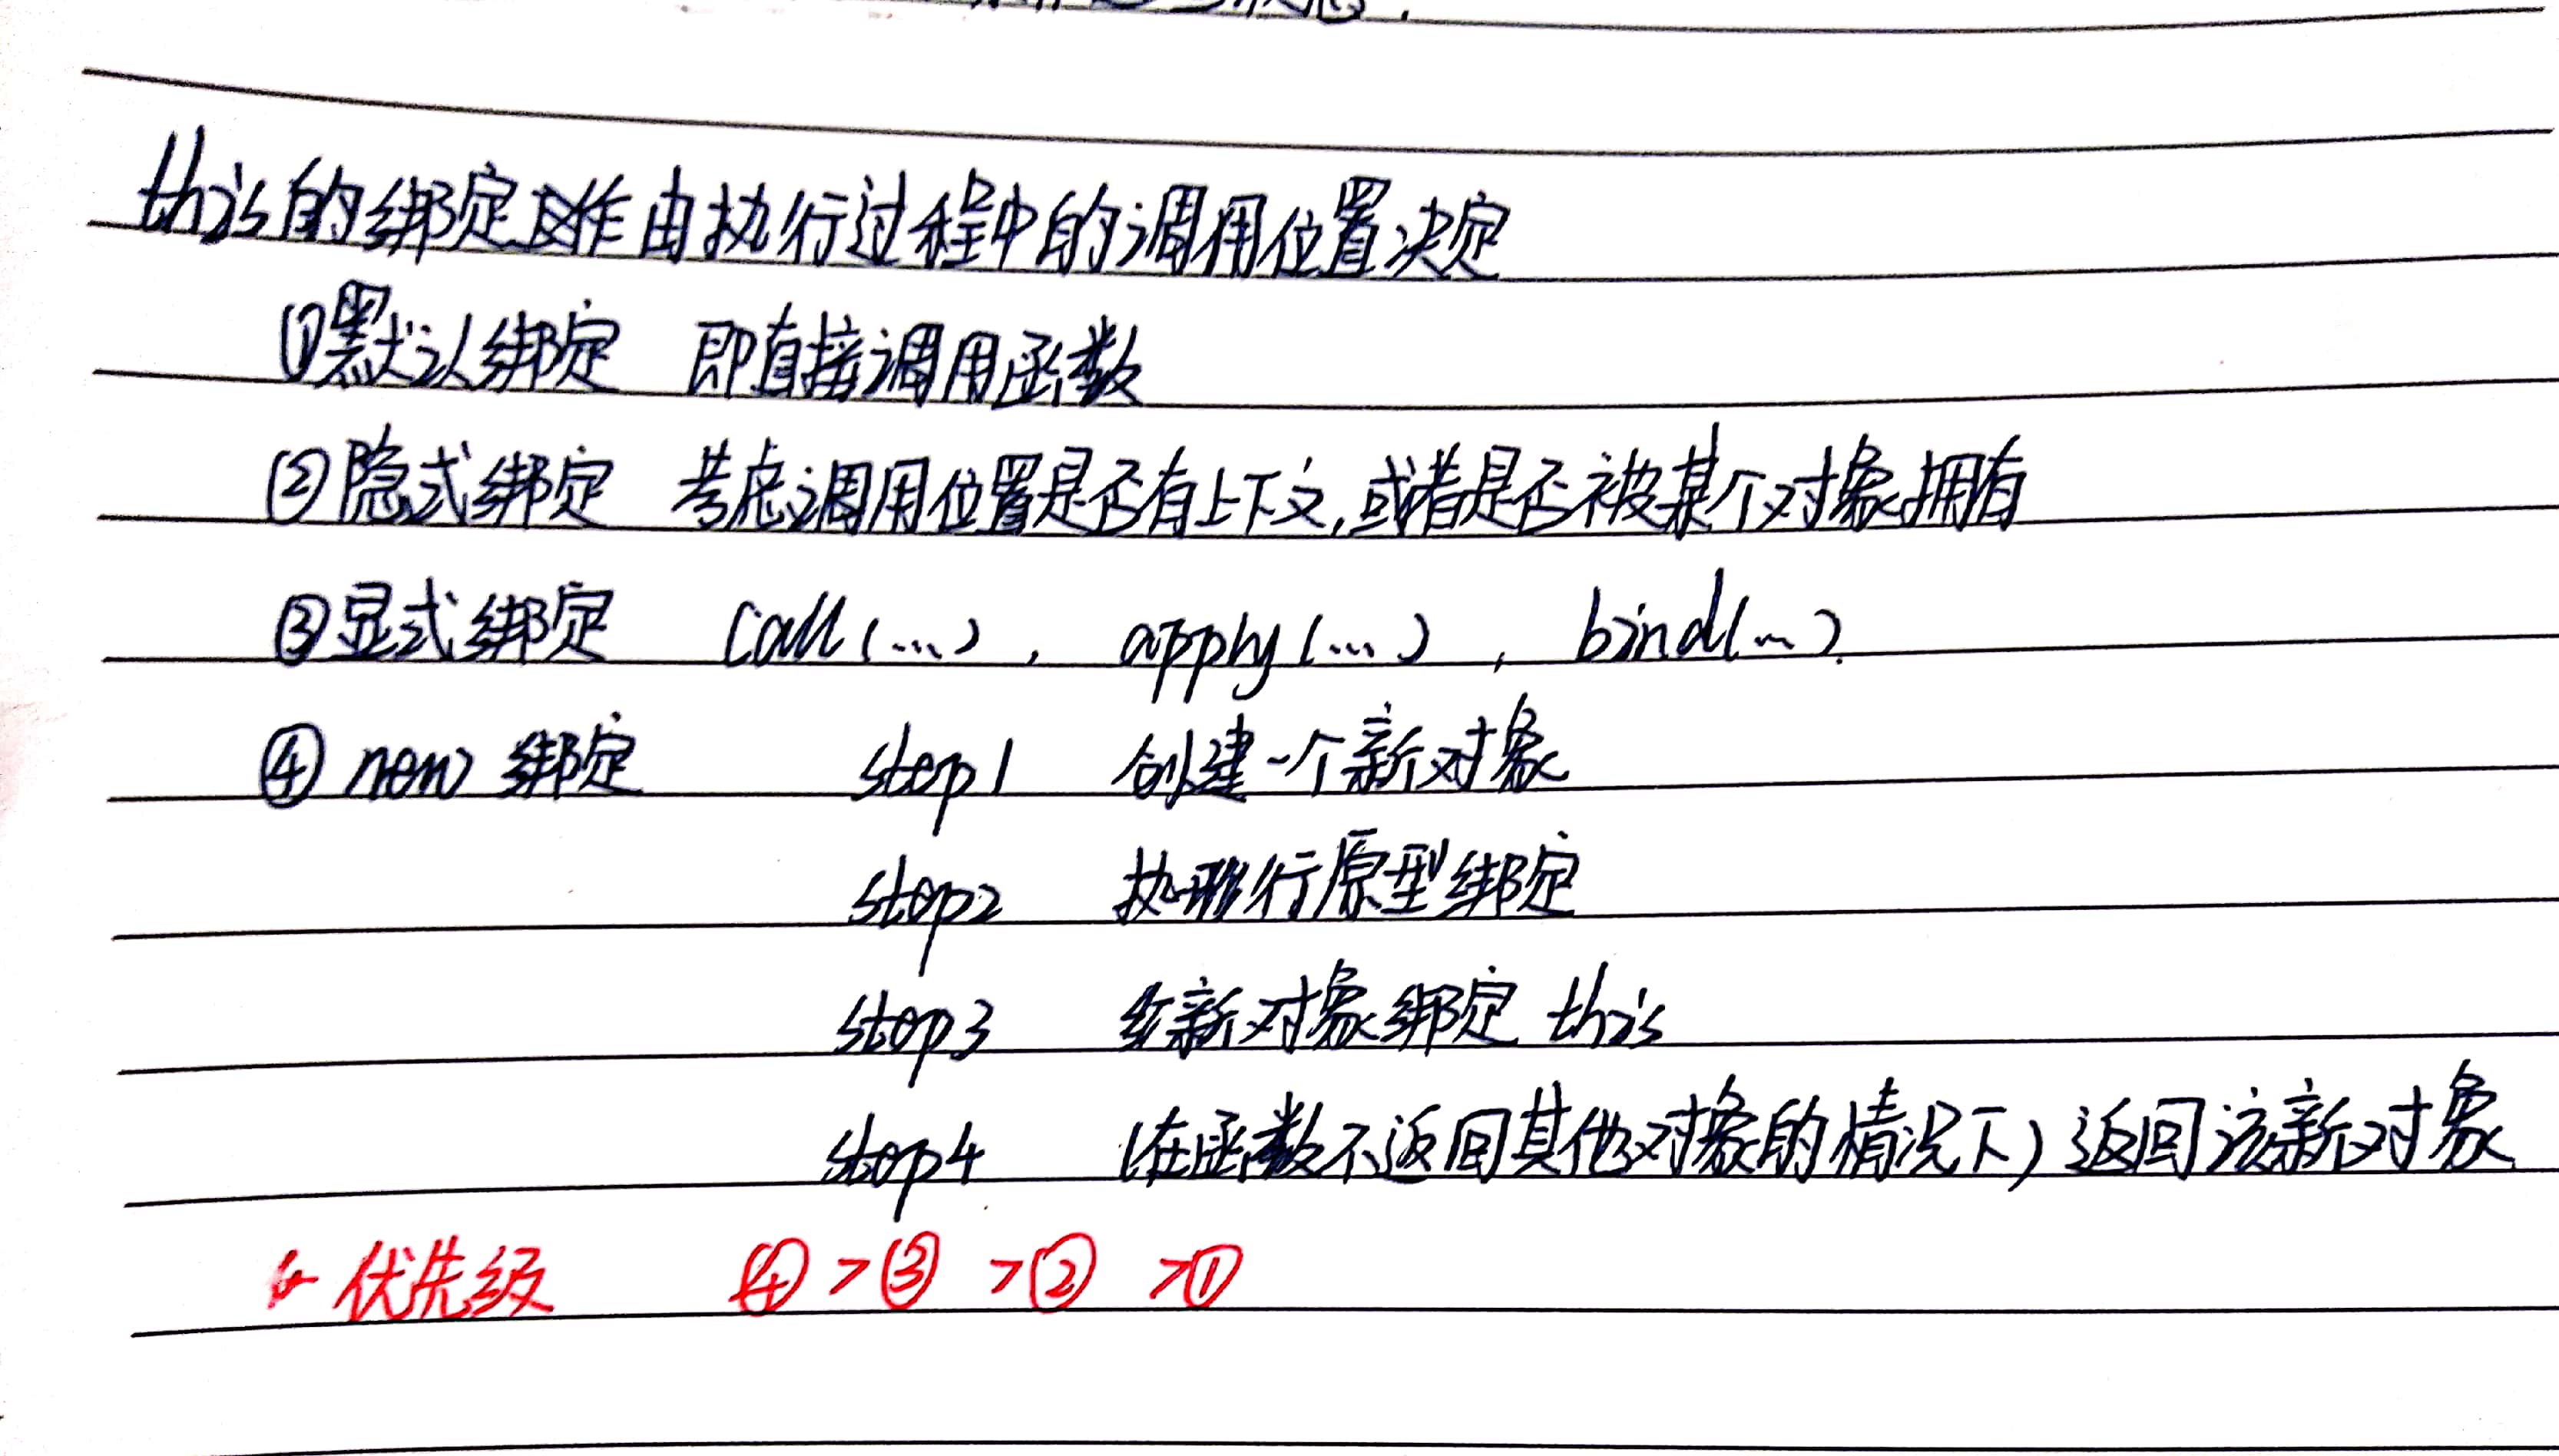 this的绑定由执行过程中的调用位置决定
①默认绑定 即直接调用函数
②隐式绑定 考虑调用位置是否有上下文,或者是否被某个对象拥有
③显式绑定 call(...), apply(...), bind(...).
④new 绑定 step1 创建一个新对象
step2 执行原型绑定
step3 给新对象绑定 this
step4 (在函数不返回其他对象的情况下) 返回该新对象
优先级 ④>③>②>①